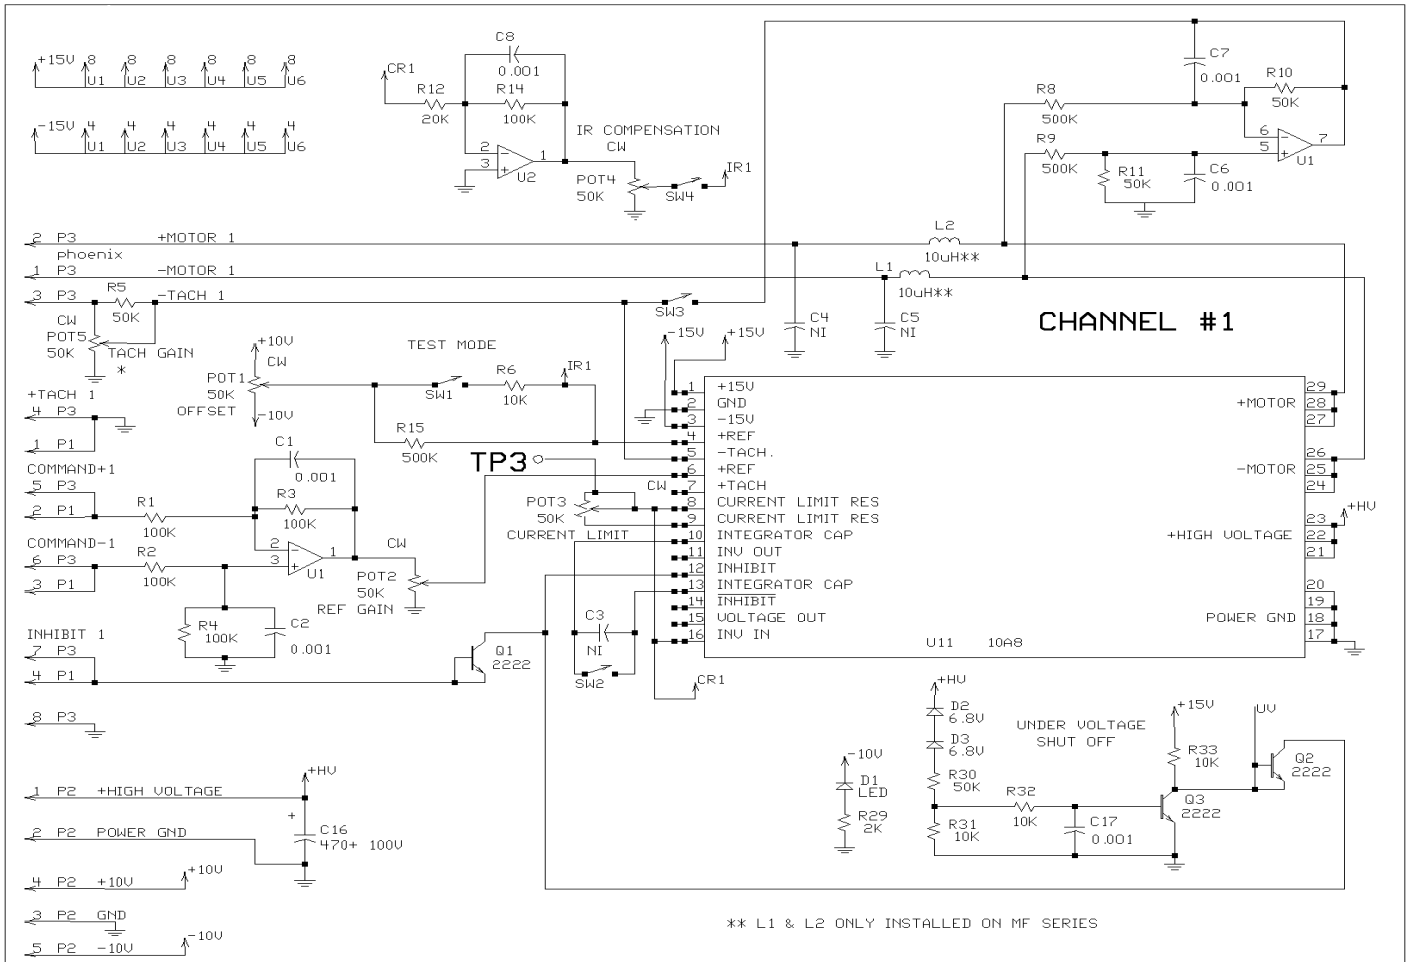 +15V 8 8 8 8 8 8
U1 U2 U3 U4 U5 U6
-15V 4 4 4 4 4 4
U1 U2 U3 U4 U5 U6
CR1
R12
20K
C8
0.001
R14
100K
2
3
1
U2
IR COMPENSATION
CW
POT4
50K
SW4
IR1
C7
0.001
R10
50K
R8
500K
R9
500K
6
5
7
U1
R11
50K
C6
0.001
2 P3 +MOTOR 1
phoenix
1 P3 -MOTOR 1
3 P3
R5
50K
-TACH 1
CW
POT5
50K
TACH GAIN
*
L2
10uH**
L1
10uH**
SW3
C4
NI
C5
NI
CHANNEL #1
+TACH 1
4 P3
1 P1
+10V
CW
POT1
50K
OFFSET
-10V
TEST MODE
SW1
R6
10K
IR1
R15
500K
-15V
+15V
COMMAND+1
5 P3
2 P1
R1
100K
COMMAND-1
6 P3
3 P1
R2
100K
C1
0.001
R3
100K
2
3
1
U1
R4
100K
C2
0.001
CW
POT2
50K
REF GAIN
TP3
CW
POT3
50K
CURRENT LIMIT
1 +15V
2 GND
3 -15V
4 +REF
5 -TACH.
6 +REF
7 +TACH
8 CURRENT LIMIT RES
9 CURRENT LIMIT RES
10 INTEGRATOR CAP
11 INV OUT
12 INHIBIT
13 INTEGRATOR CAP
14 INHIBIT
15 VOLTAGE OUT
16 INV IN
29
+MOTOR 28
27
26
-MOTOR 25
24
23
+HIGH VOLTAGE 22
21
20
19
POWER GND 18
17
+HV
U11 10A8
C3
NI
SW2
CR1
INHIBIT 1
7 P3
4 P1
Q1
2222
8 P3
+HV
1 P2 +HIGH VOLTAGE
+
2 P2 POWER GND
C16
470+ 100V
4 P2 +10V
+10V
3 P2 GND
5 P2 -10V
-10V
-10V
D1
LED
R29
2K
+HV
D2
6.8V
D3
6.8V
R30
50K
R31
10K
R32
10K
C17
0.001
UNDER VOLTAGE
SHUT OFF
+15V
R33
10K
UV
Q2
2222
Q3
2222
** L1 & L2 ONLY INSTALLED ON MF SERIES